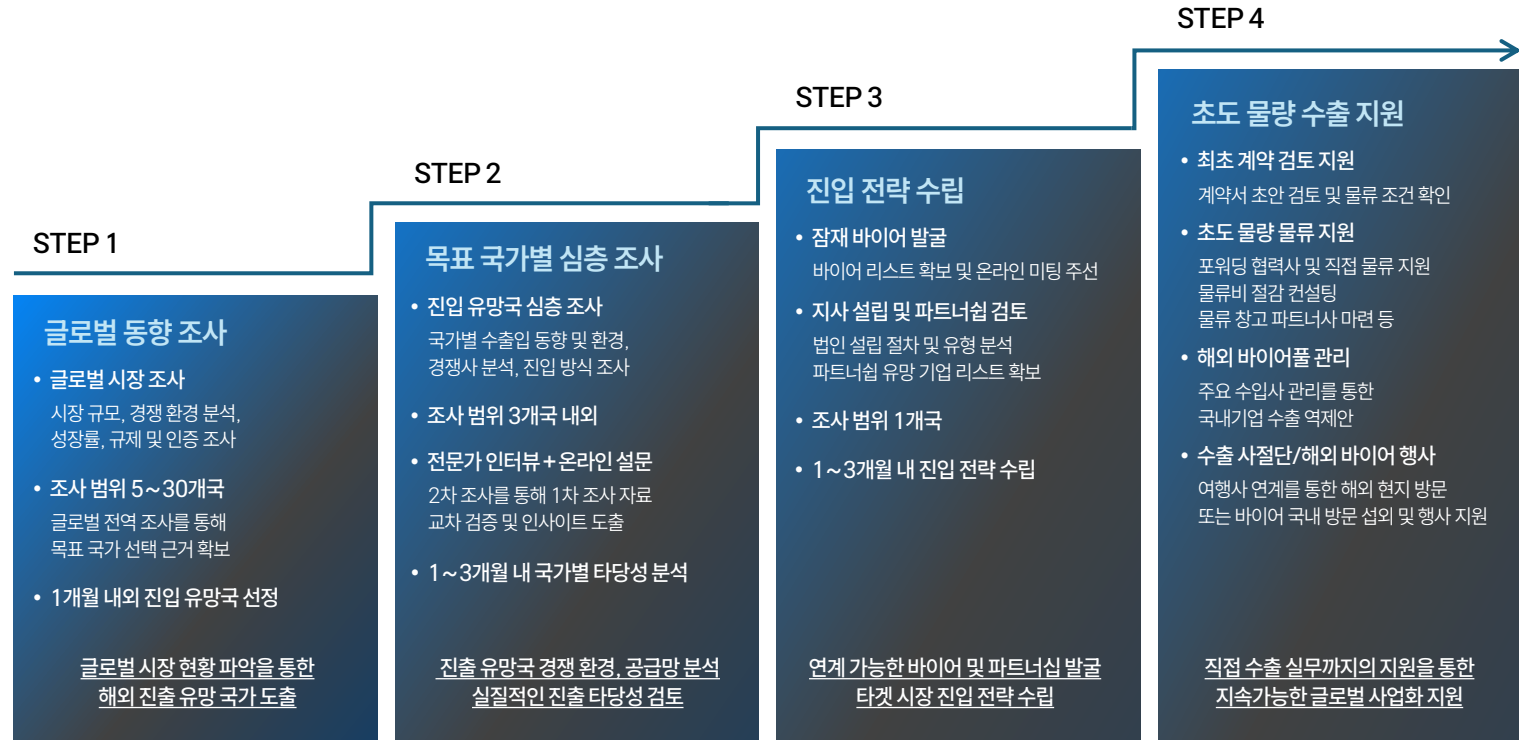 STEP 1
글로벌 동향 조사
• 글로벌 시장 조사
시장 규모, 경쟁 환경 분석,
성장률, 규제 및 인증 조사
• 조사 범위 5~30개국
글로벌 전역 조사를 통해
목표 국가 선택 근거 확보
• 1개월 내외 진입 유망국 선정
글로벌 시장 현황 파악을 통한
해외 진출 유망 국가 도출
STEP 2
목표 국가별 심층 조사
• 진입 유망국 심층 조사
국가별 수출입 동향 및 환경,
경쟁사 분석, 진입 방식 조사
• 조사 범위 3개국 내외
• 전문가 인터뷰 + 온라인 설문
2차 조사를 통해 1차 조사 자료
교차 검증 및 인사이트 도출
• 1~3개월 내 국가별 타당성 분석
진출 유망국 경쟁 환경, 공급망 분석
실질적인 진출 타당성 검토
STEP 3
진입 전략 수립
• 잠재 바이어 발굴
바이어 리스트 확보 및 온라인 미팅 주선
• 지사 설립 및 파트너쉽 검토
법인 설립 절차 및 유형 분석
파트너쉽 유망 기업 리스트 확보
• 조사 범위 1개국
• 1~3개월 내 진입 전략 수립
연계 가능한 바이어 및 파트너십 발굴
타겟 시장 진입 전략 수립
STEP 4
초도 물량 수출 지원
• 최초 계약 검토 지원
계약서 초안 검토 및 물류 조건 확인
• 초도 물량 물류 지원
포워딩 협력사 및 직접 물류 지원
물류비 절감 컨설팅
물류 창고 파트너사 마련 등
• 해외 바이어풀 관리
주요 수입사 관리를 통한
국내기업 수출 역제안
• 수출 사절단/해외 바이어 행사
여행사 연계를 통한 해외 현지 방문
또는 바이어 국내 방문 섭외 및 행사 지원
직접 수출 실무까지의 지원을 통한
지속가능한 글로벌 사업화 지원